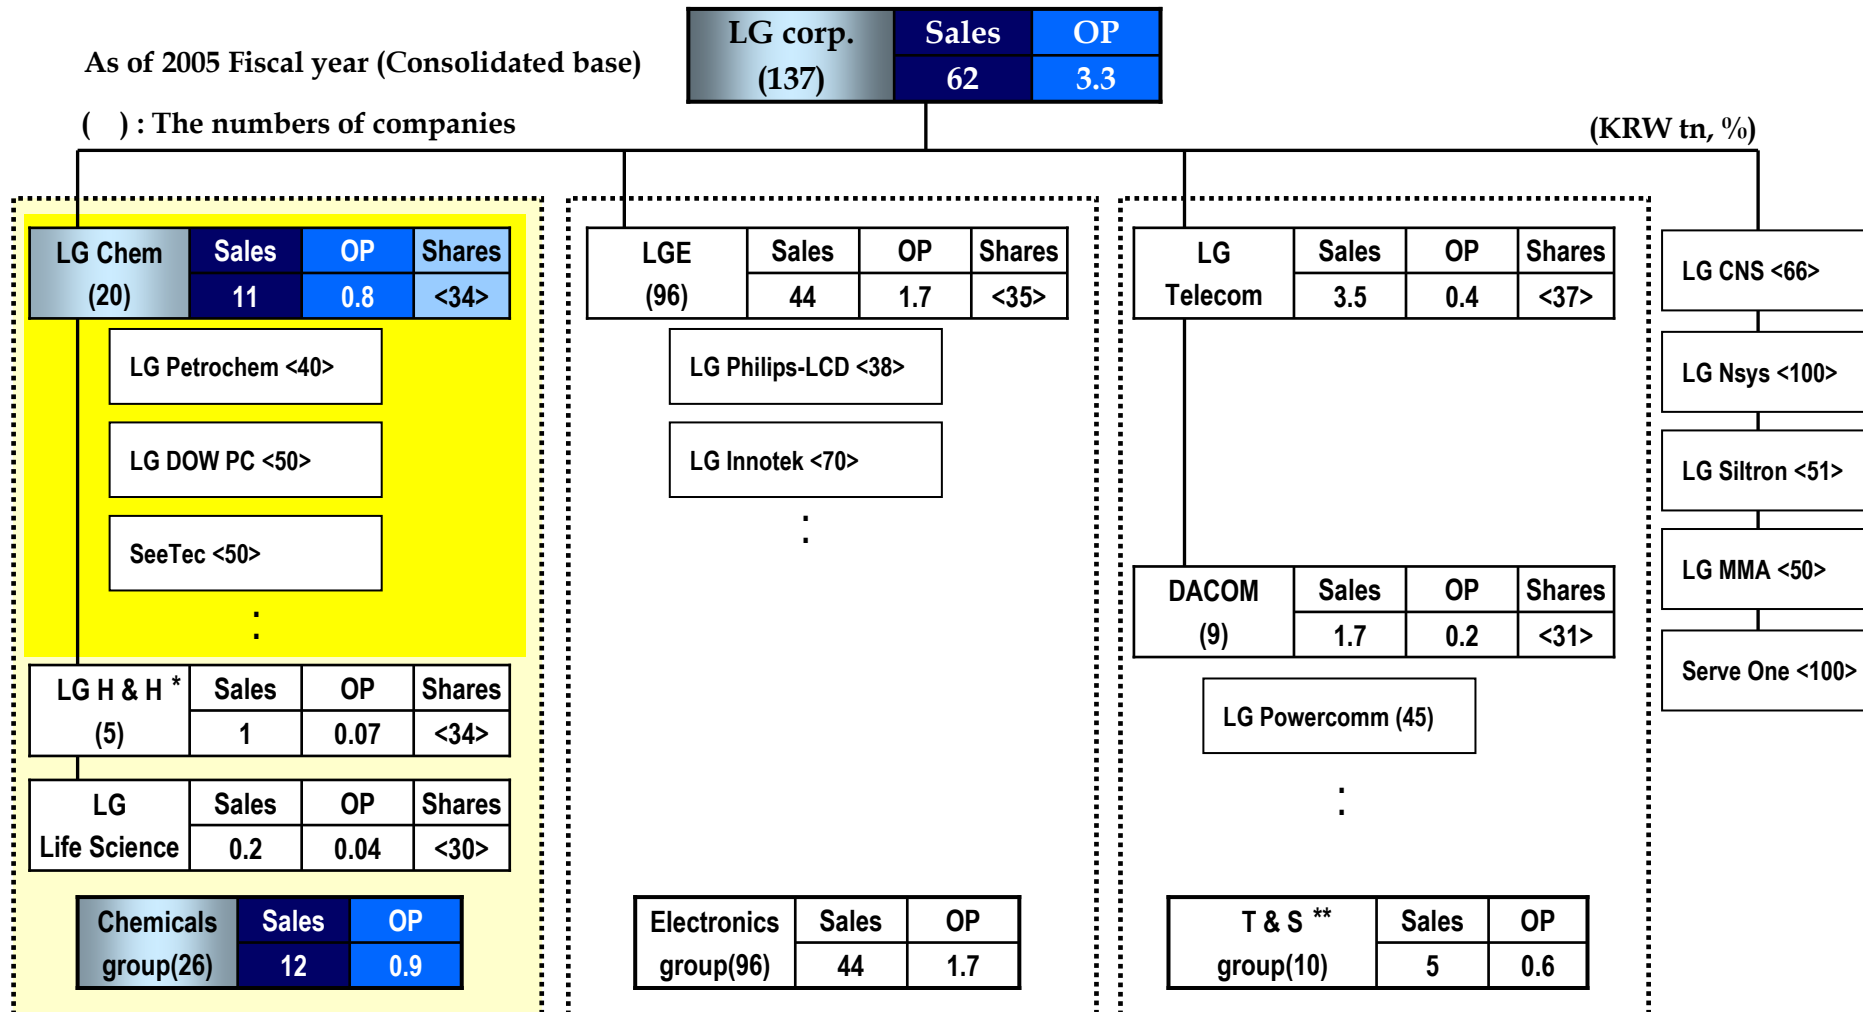 LG corp. Sales OP
(137) 62 3.3
As of 2005 Fiscal year (Consolidated base)
( ) : The numbers of companies
(KRW tn, %)
LG Chem Sales OP Shares
(20) 11 0.8 <34>
LG Petrochem <40>
LG DOW PC <50>
SeeTec <50>
:
LG H & H * Sales OP Shares
(5) 1 0.07 <34>
LG Sales OP Shares
Life Science 0.2 0.04 <30>
Chemicals Sales OP
group(26) 12 0.9
LGE Sales OP Shares
(96) 44 1.7 <35>
LG Philips-LCD <38>
LG Innotek <70>
:
Electronics Sales OP
group(96) 44 1.7
LG Sales OP Shares
Telecom 3.5 0.4 <37>
DACOM Sales OP Shares
(9) 1.7 0.2 <31>
LG Powercomm (45)
:
T & S ** Sales OP
group(10) 5 0.6
LG CNS <66>
LG Nsys <100>
LG Siltron <51>
LG MMA <50>
Serve One <100>